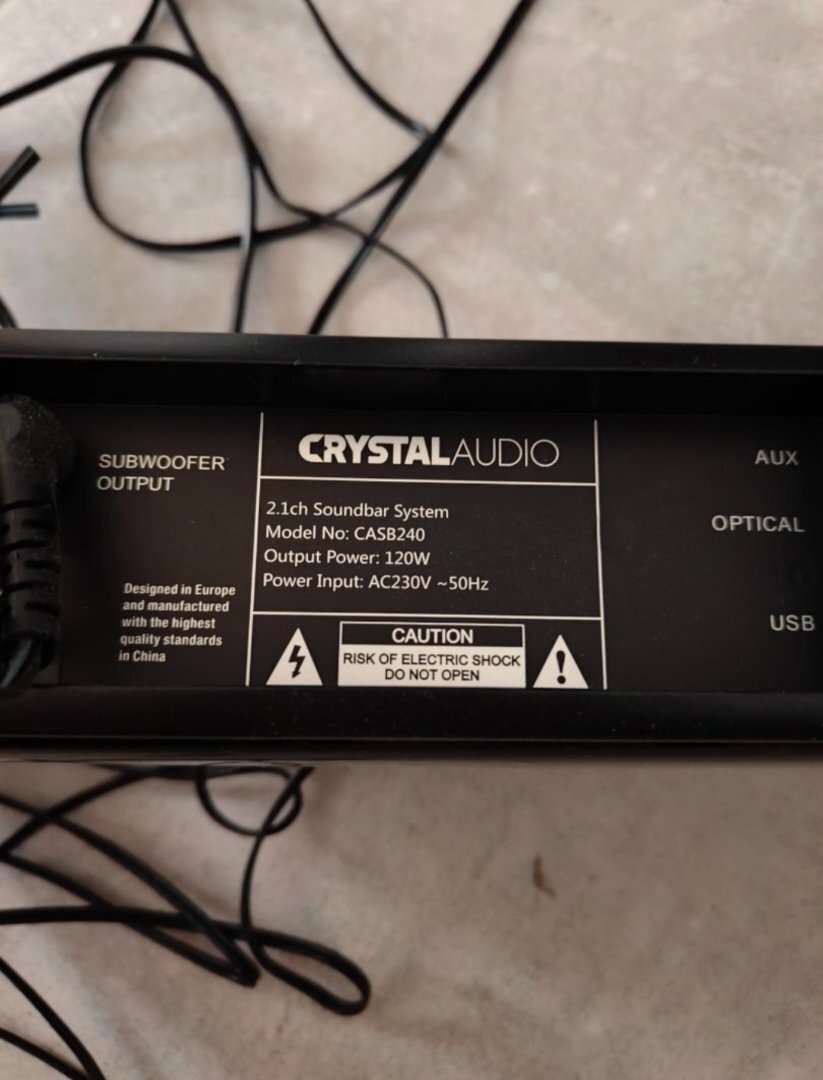 SUBWOOFER
OUTPUT
Designed in Europe
and manufactured
with the highest
quality standards
in China
CRYSTALAUDIO
2.1ch Soundbar System
Model No: CASB240
Output Power: 120W
Power Input: AC230V ~50Hz
CAUTION
RISK OF ELECTRIC SHOCK
DO NOT OPEN
AUX
OPTICAL
USB